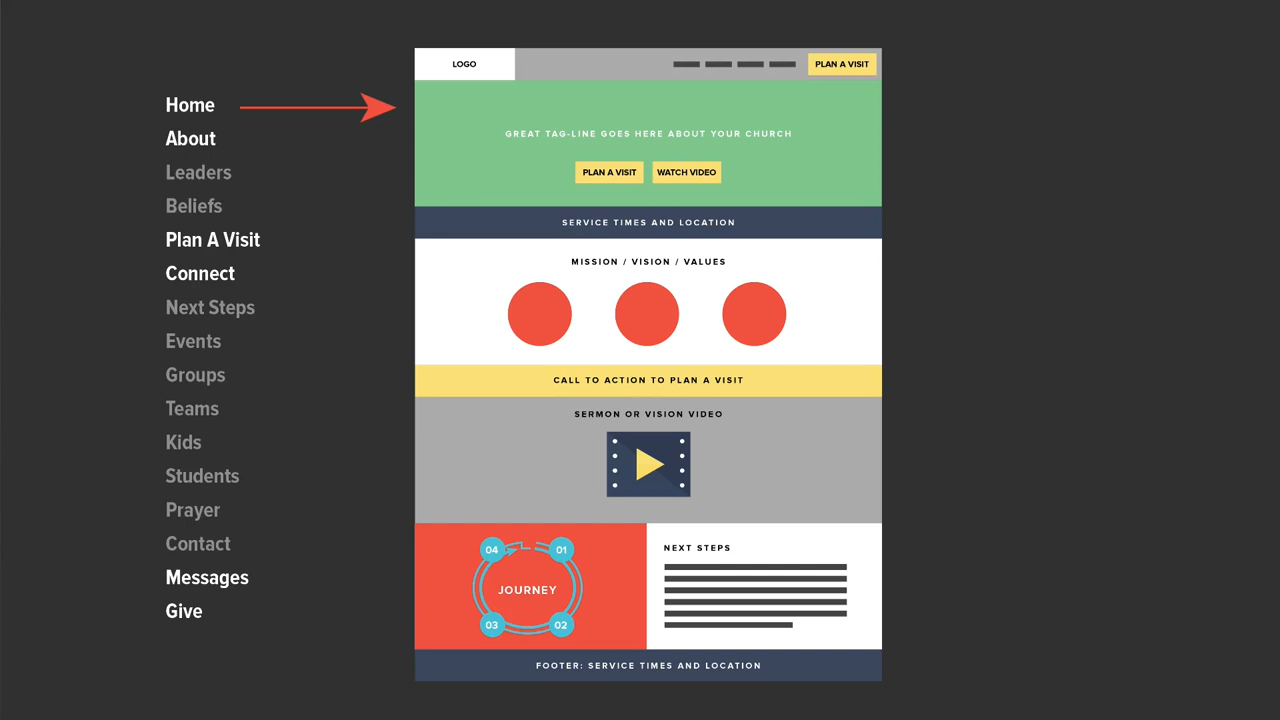 Home
About
Leaders
Beliefs
Plan A Visit
Connect
Next Steps
Events
Groups
Teams
Kids
Students
Prayer
Contact
Messages
Give
LOGO
PLAN A VISIT
GREAT TAG-LINE GOES HERE ABOUT YOUR CHURCH
PLAN A VISIT
WATCH VIDEO
SERVICE TIMES AND LOCATION
MISSION / VISION / VALUES
CALL TO ACTION TO PLAN A VISIT
SERMON OR VISION VIDEO
04
01
JOURNEY
03
02
NEXT STEPS
FOOTER: SERVICE TIMES AND LOCATION